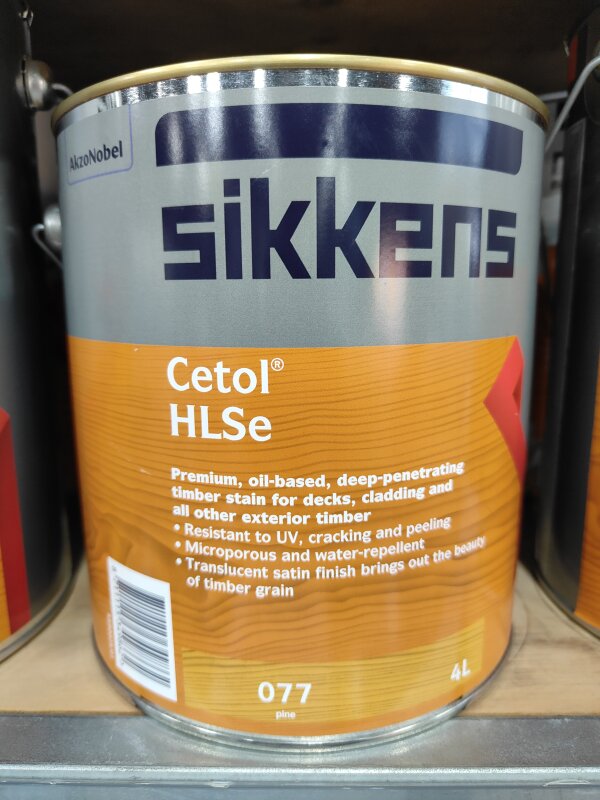 AkzoNobel
sikkens
Cetol®
HLSe
Premium, oil-based, deep-penetrating
timber stain for decks, cladding and
all other exterior timber
• Resistant to UV, cracking and peeling
• Microporous and water-repellent
• Translucent satin finish brings out the beauty
of timber grain
077
pine
4L